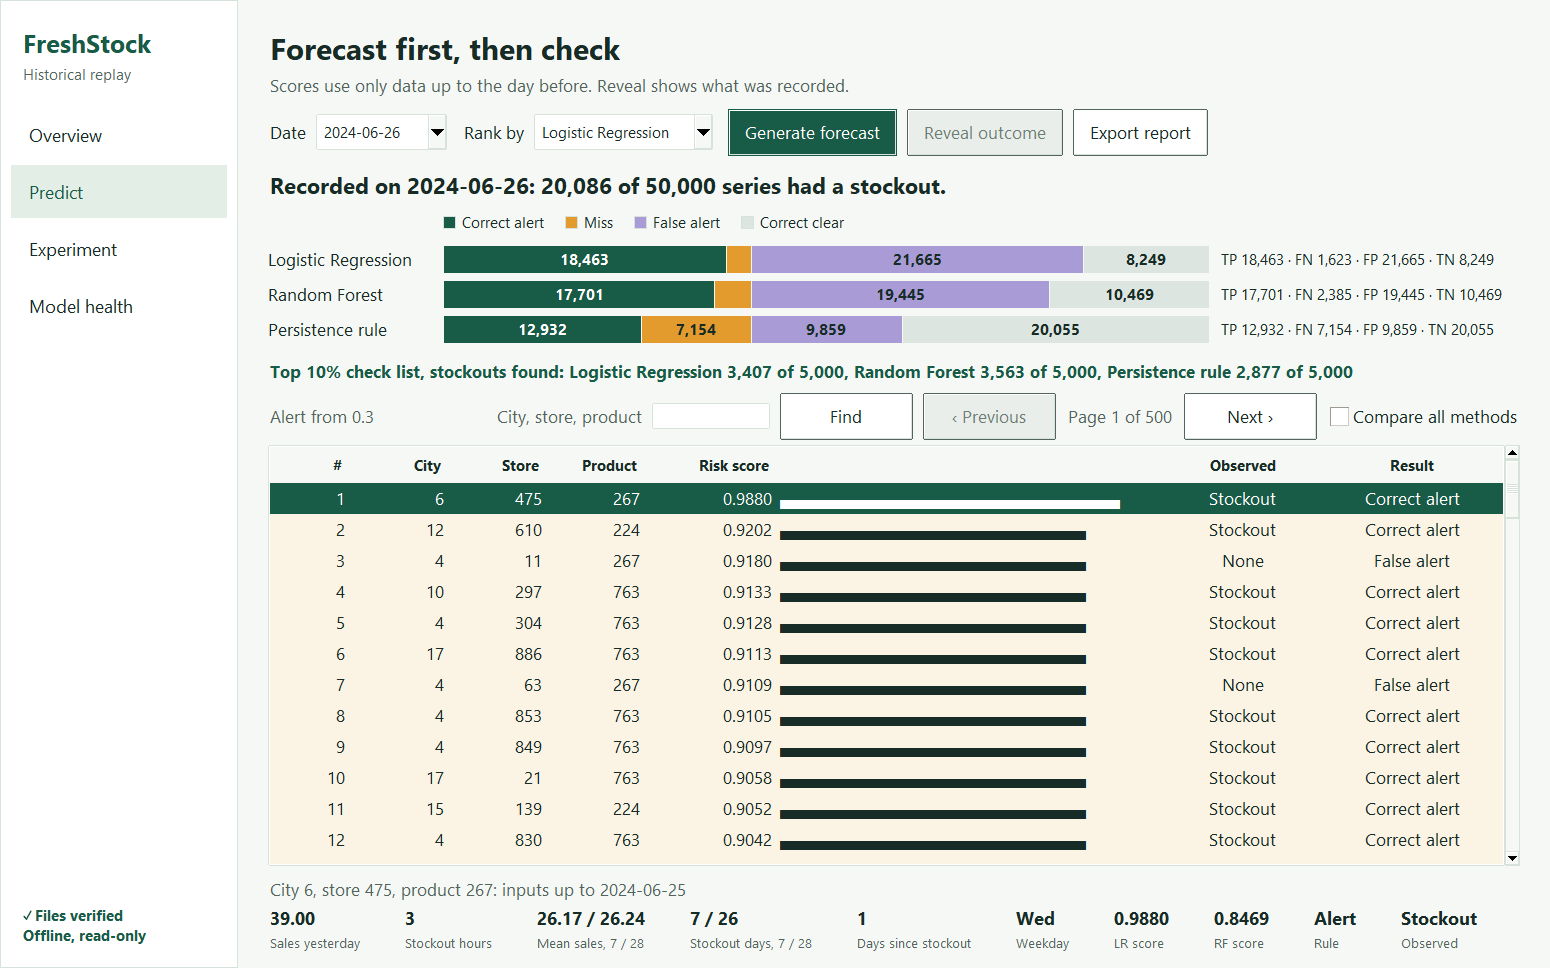 FreshStock
Historical replay
Overview
Predict
Experiment
Model health
✓ Files verified
Offline, read-only
Forecast first, then check
Scores use only data up to the day before. Reveal shows what was recorded.
Date 2024-06-26 Rank by Logistic Regression Generate forecast Reveal outcome Export report
Recorded on 2024-06-26: 20,086 of 50,000 series had a stockout.
Correct alert Miss False alert Correct clear
Logistic Regression 18,463 21,665 8,249 TP 18,463 · FN 1,623 · FP 21,665 · TN 8,249
Random Forest 17,701 19,445 10,469 TP 17,701 · FN 2,385 · FP 19,445 · TN 10,469
Persistence rule 12,932 7,154 9,859 20,055 TP 12,932 · FN 7,154 · FP 9,859 · TN 20,055
Top 10% check list, stockouts found: Logistic Regression 3,407 of 5,000, Random Forest 3,563 of 5,000, Persistence rule 2,877 of 5,000
Alert from 0.3 City, store, product Find ‹ Previous Page 1 of 500 Next › Compare all methods
# City Store Product Risk score Observed Result
1 6 475 267 0.9880 Stockout Correct alert
2 12 610 224 0.9202 Stockout Correct alert
3 4 11 267 0.9180 None False alert
4 10 297 763 0.9133 Stockout Correct alert
5 4 304 763 0.9128 Stockout Correct alert
6 17 886 763 0.9113 Stockout Correct alert
7 4 63 267 0.9109 None False alert
8 4 853 763 0.9105 Stockout Correct alert
9 4 849 763 0.9097 Stockout Correct alert
10 17 21 763 0.9058 Stockout Correct alert
11 15 139 224 0.9052 Stockout Correct alert
12 4 830 763 0.9042 Stockout Correct alert
City 6, store 475, product 267: inputs up to 2024-06-25
39.00 3 26.17 / 26.24 7 / 26 1 Wed 0.9880 0.8469 Alert Stockout
Sales yesterday Stockout hours Mean sales, 7 / 28 Stockout days, 7 / 28 Days since stockout Weekday LR score RF score Rule Observed